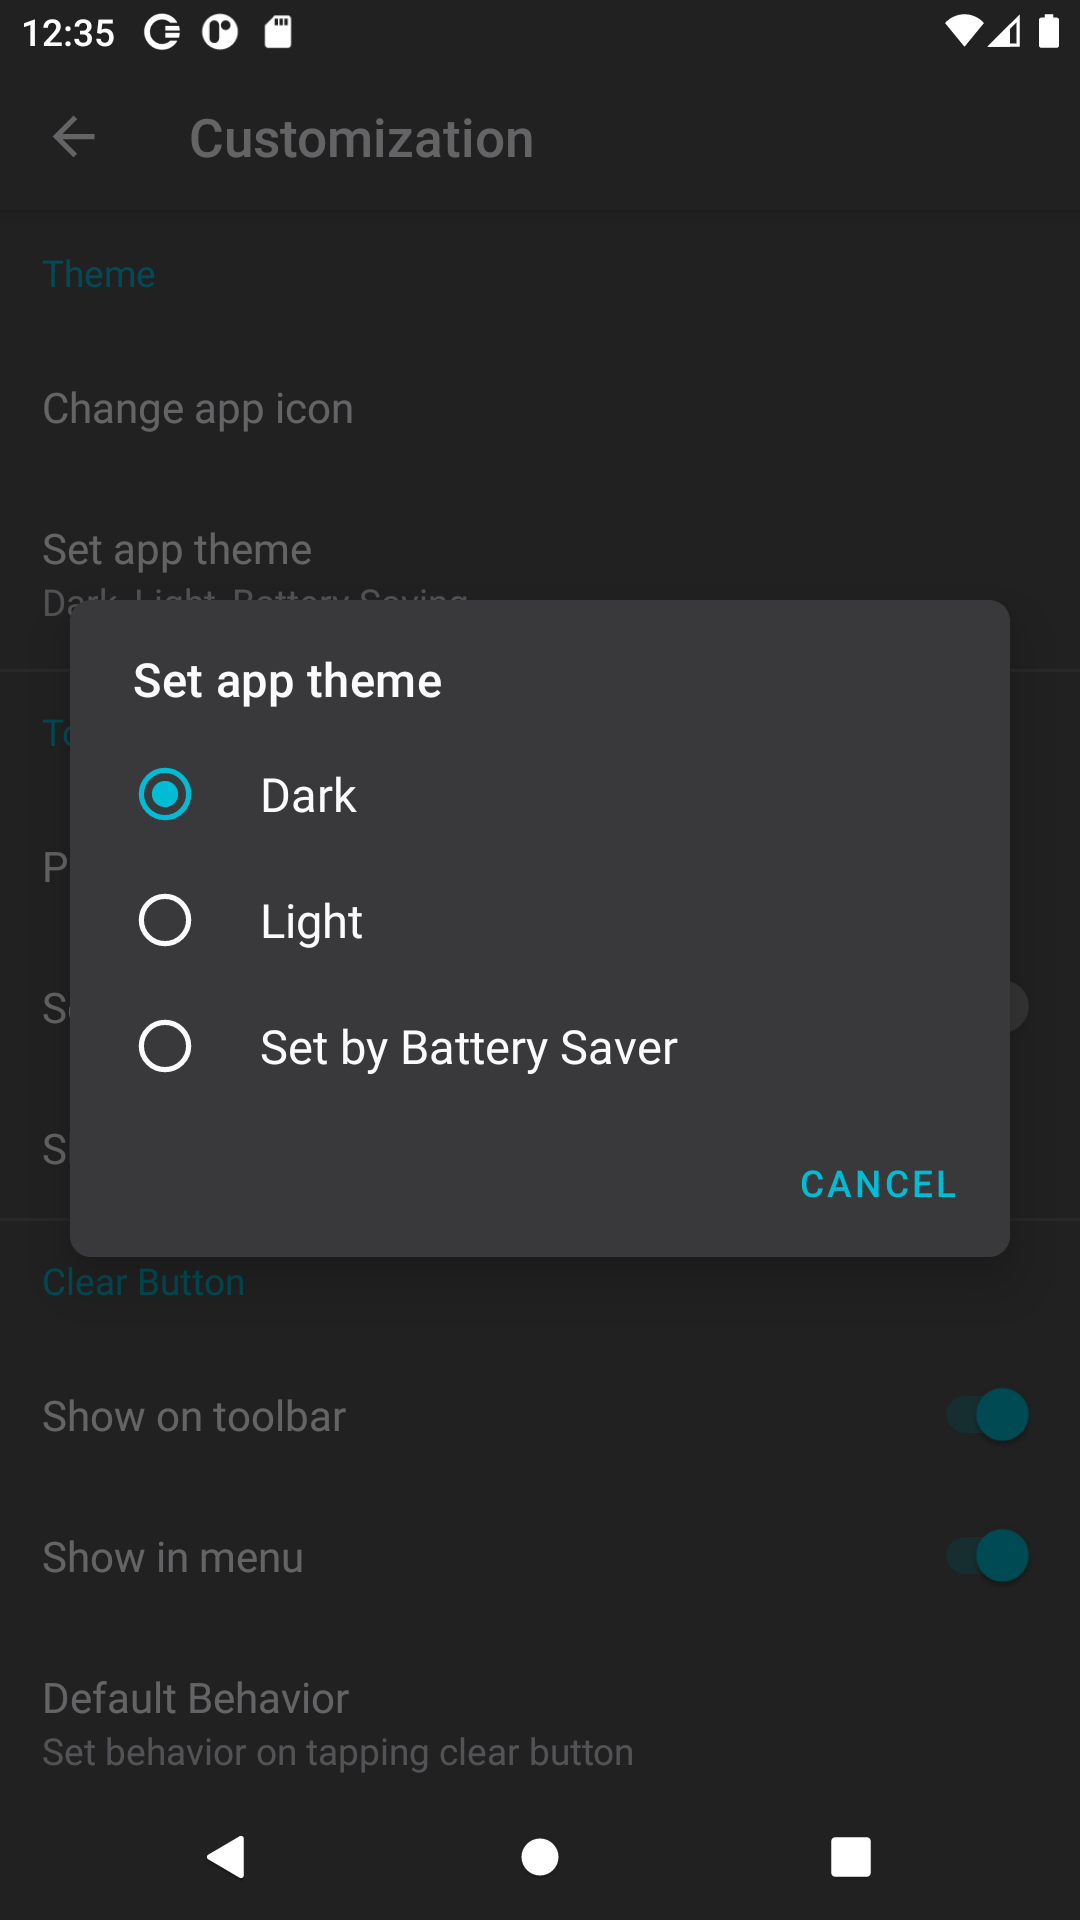 12:35
Customization
Theme
Change app icon
Set app theme
Dark, Light, Battery Saving
Set app theme
Dark
Light
Set by Battery Saver
CANCEL
Clear Button
Show on toolbar
Show in menu
Default Behavior
Set behavior on tapping clear button